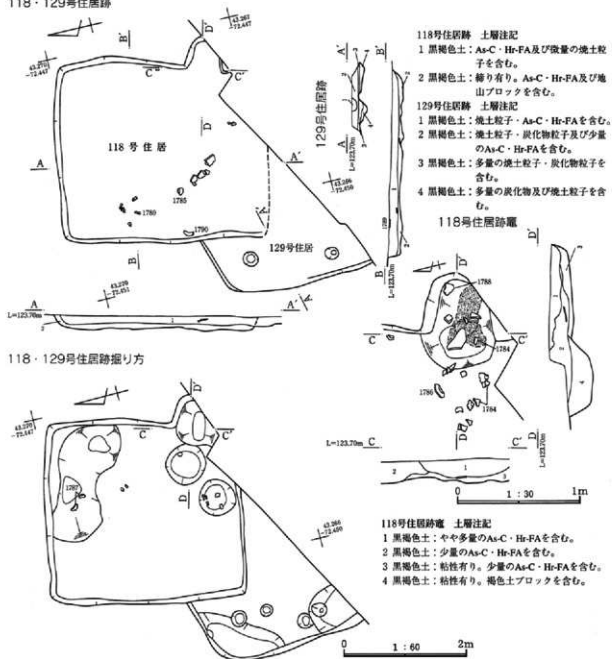 118・129号住居跡
118号住居跡　土層注記
1 黒褐色土：As-C・Hr-FA及び微量の焼土粒
子を含む。
2 黒褐色土：締り有り。As-C・Hr-FA及び地
山ブロックを含む。
129号住居跡　土層注記
1 黒褐色土：焼土粒子・As-C・Hr-FAを含む。
2 黒褐色土：焼土粒子・炭化物粒子及び少量
のAs-C・Hr-FAを含む。
3 黒褐色土：多量の焼土粒子・炭化物粒子を
含む。
4 黒褐色土：多量の炭化物及び焼土粒子を含
む。
118号住居
1785
1789
1790
129号住居
129号住居跡
L=123.70m
A
A'
B
B'
C
C'
D
D'
118号住居跡竈
1788
1784
1786
1784
L=123.70m
1：30
1m
118・129号住居跡掘り方
1787
1：60
2m
118号住居跡竈　土層注記
1 黒褐色土：やや多量のAs-C・Hr-FAを含む。
2 黒褐色土：少量のAs-C・Hr-FAを含む。
3 黒褐色土：粘性有り。少量のAs-C・Hr-FAを含む。
4 黒褐色土：粘性有り。褐色土ブロックを含む。